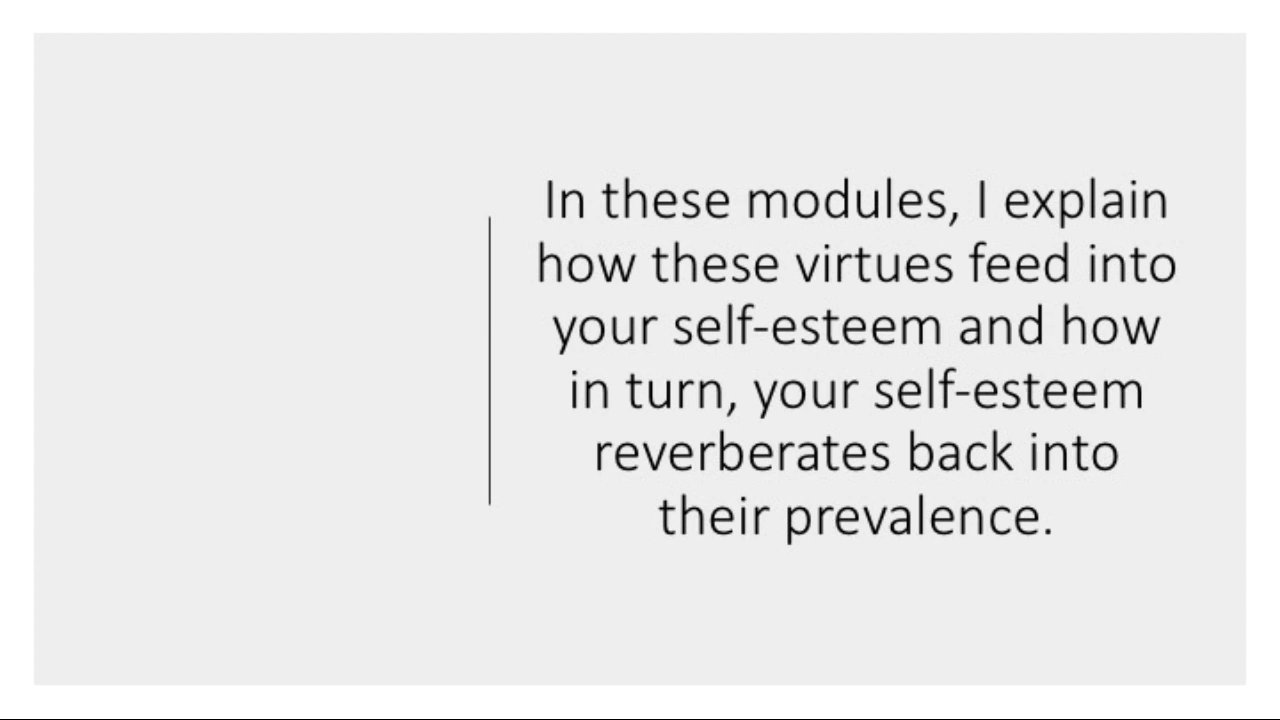 In these modules, I explain
how these virtues feed into
your self-esteem and how
in turn, your self-esteem
reverberates back into
their prevalence.